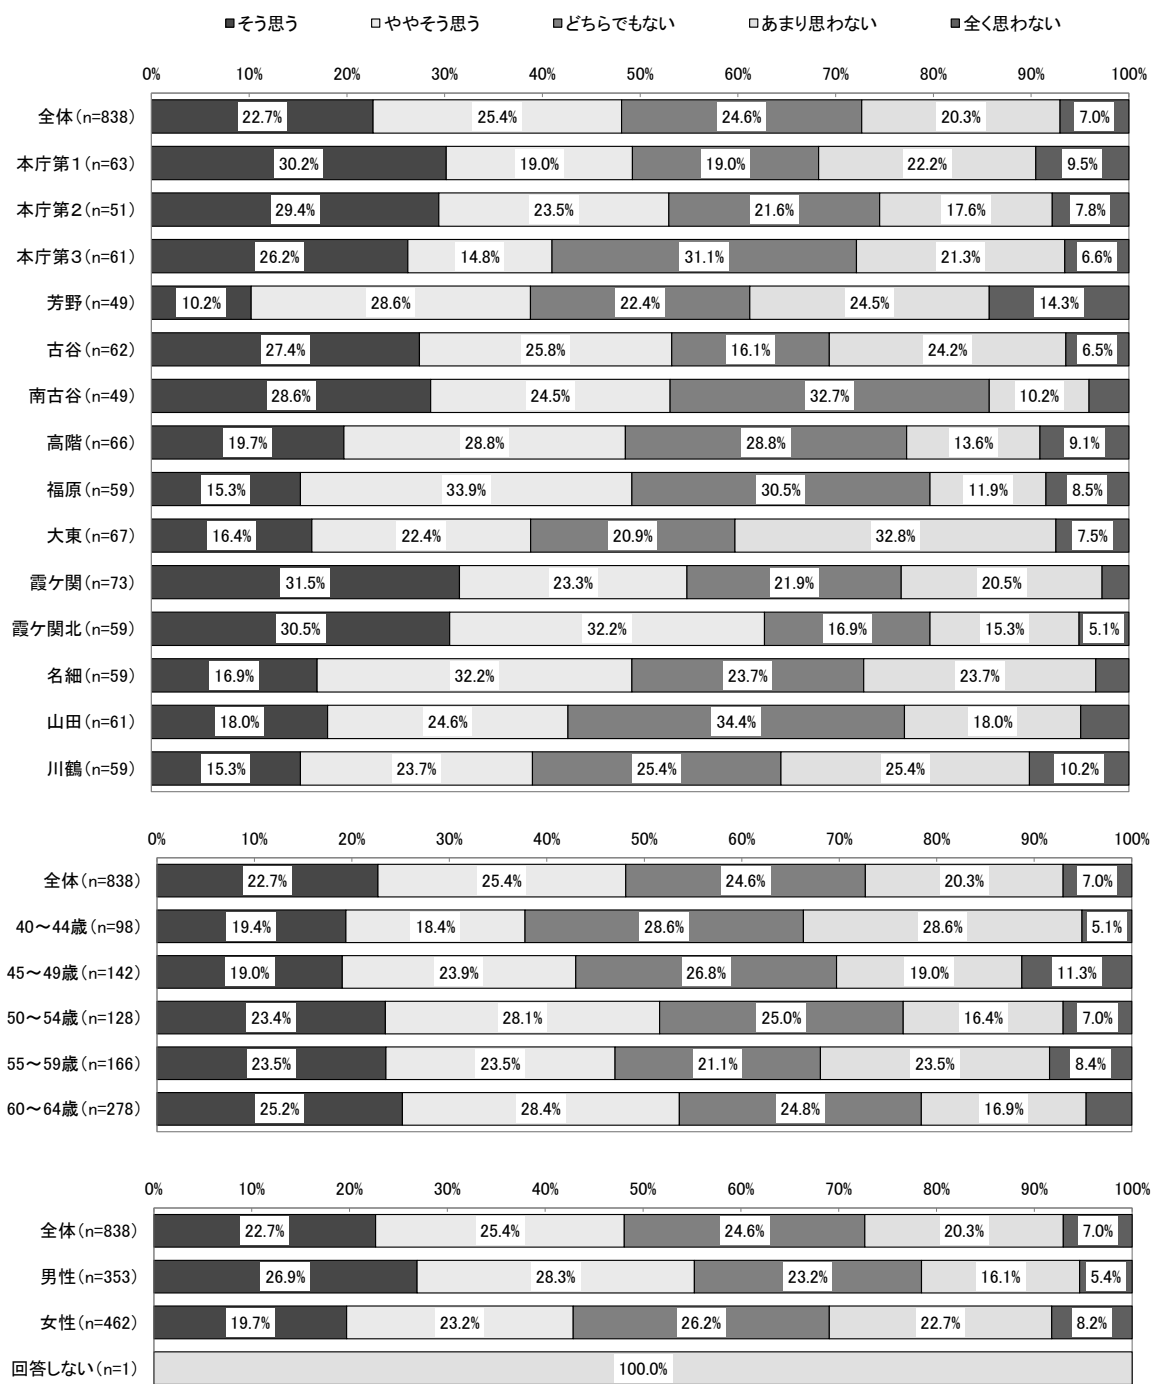 ■そう思う □ややそう思う ■どちらでもない □あまり思わない ■全く思わない
0% 10% 20% 30% 40% 50% 60% 70% 80% 90% 100%
全体(n=838) 22.7% 25.4% 24.6% 20.3% 7.0%
本庁第1(n=63) 30.2% 19.0% 19.0% 22.2% 9.5%
本庁第2(n=51) 29.4% 23.5% 21.6% 17.6% 7.8%
本庁第3(n=61) 26.2% 14.8% 31.1% 21.3% 6.6%
芳野(n=49) 10.2% 28.6% 22.4% 24.5% 14.3%
古谷(n=62) 27.4% 25.8% 16.1% 24.2% 6.5%
南古谷(n=49) 28.6% 24.5% 32.7% 10.2%
高階(n=66) 19.7% 28.8% 28.8% 13.6% 9.1%
福原(n=59) 15.3% 33.9% 30.5% 11.9% 8.5%
大東(n=67) 16.4% 22.4% 20.9% 32.8% 7.5%
霞ケ関(n=73) 31.5% 23.3% 21.9% 20.5%
霞ケ関北(n=59) 30.5% 32.2% 16.9% 15.3% 5.1%
名細(n=59) 16.9% 32.2% 23.7% 23.7%
山田(n=61) 18.0% 24.6% 34.4% 18.0%
川鶴(n=59) 15.3% 23.7% 25.4% 25.4% 10.2%
0% 10% 20% 30% 40% 50% 60% 70% 80% 90% 100%
全体(n=838) 22.7% 25.4% 24.6% 20.3% 7.0%
40～44歳(n=98) 19.4% 18.4% 28.6% 28.6% 5.1%
45～49歳(n=142) 19.0% 23.9% 26.8% 19.0% 11.3%
50～54歳(n=128) 23.4% 28.1% 25.0% 16.4% 7.0%
55～59歳(n=166) 23.5% 23.5% 21.1% 23.5% 8.4%
60～64歳(n=278) 25.2% 28.4% 24.8% 16.9%
0% 10% 20% 30% 40% 50% 60% 70% 80% 90% 100%
全体(n=838) 22.7% 25.4% 24.6% 20.3% 7.0%
男性(n=353) 26.9% 28.3% 23.2% 16.1% 5.4%
女性(n=462) 19.7% 23.2% 26.2% 22.7% 8.2%
回答しない(n=1) 100.0%